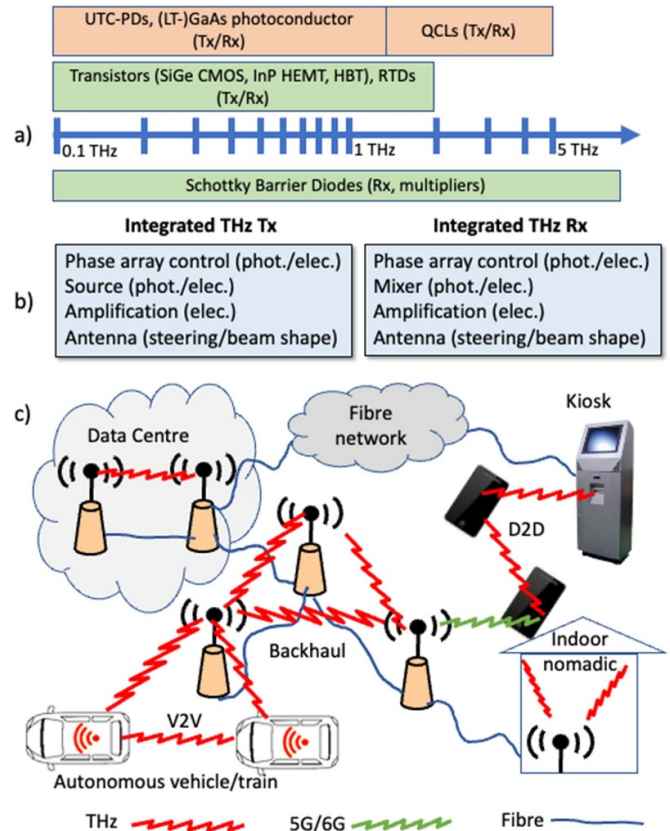 UTC-PDs, (LT-)GaAs photoconductor
(Tx/Rx)
QCLs (Tx/Rx)
Transistors (SiGe CMOS, InP HEMT, HBT), RTDs
(Tx/Rx)
a)
0.1 THz
1 THz
5 THz
Schottky Barrier Diodes (Rx, multipliers)
b)
Integrated THz Tx
Phase array control (phot./elec.)
Source (phot./elec.)
Amplification (elec.)
Antenna (steering/beam shape)
Integrated THz Rx
Phase array control (phot./elec.)
Mixer (phot./elec.)
Amplification (elec.)
Antenna (steering/beam shape)
c)
Data Centre
Fibre
network
Kiosk
D2D
Backhaul
Indoor
nomadic
V2V
Autonomous vehicle/train
THz
5G/6G
Fibre